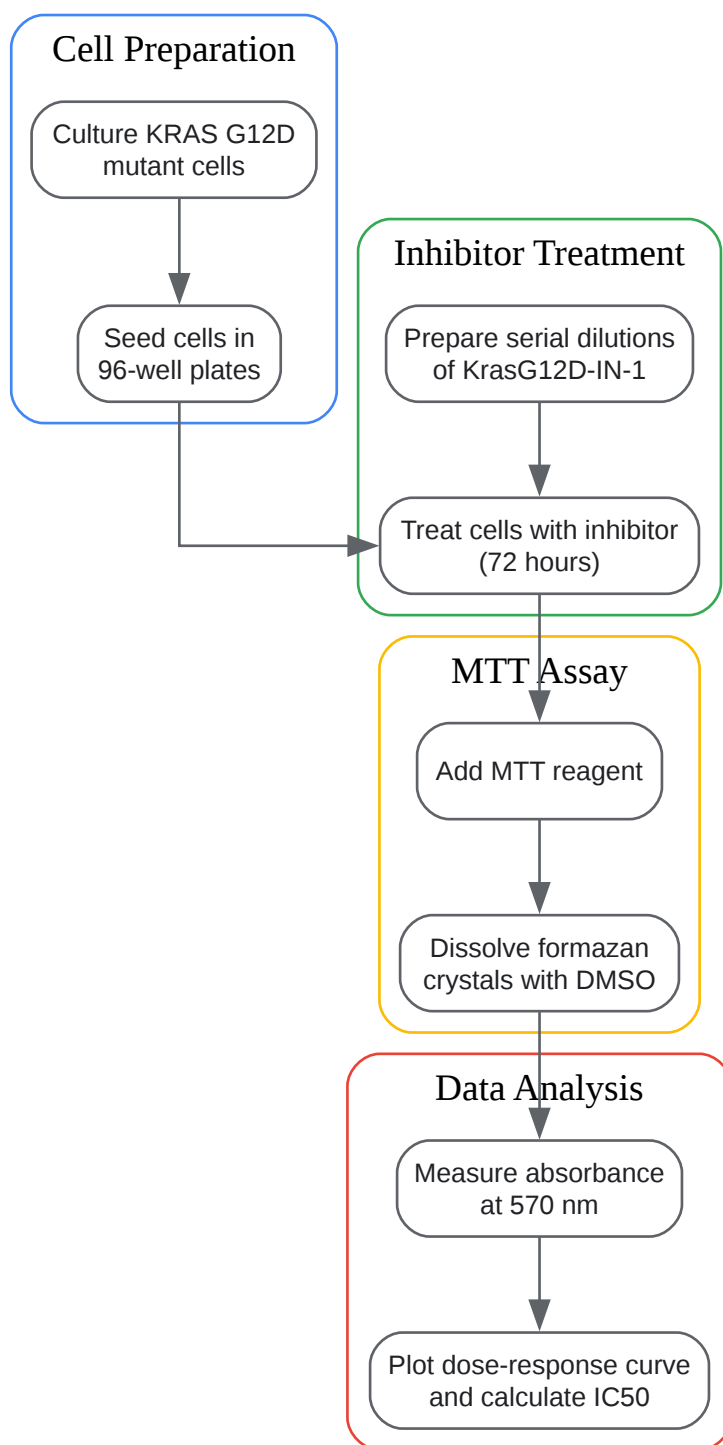 Cell Preparation
Culture KRAS G12D
mutant cells
Seed cells in
96-well plates
Inhibitor Treatment
Prepare serial dilutions
of KrasG12D-IN-1
Treat cells with inhibitor
(72 hours)
MTT Assay
Add MTT reagent
Dissolve formazan
crystals with DMSO
Data Analysis
Measure absorbance
at 570 nm
Plot dose-response curve
and calculate IC50